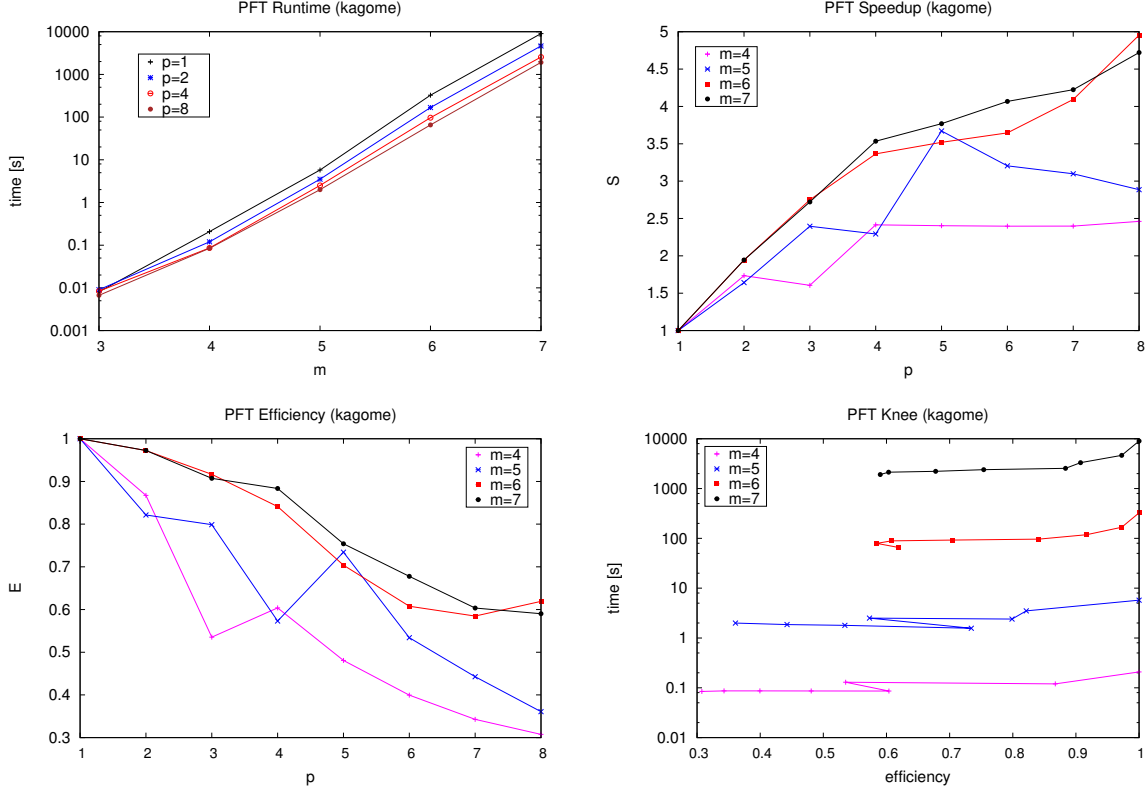 PFT Runtime (kagome)
10000
1000
100
10
1
0.1
0.01
0.001
time [s]
p=1
p=2
p=4
p=8
3 4 5 6 7
m
PFT Speedup (kagome)
5
4.5
4
3.5
3
2.5
2
1.5
1
S
m=4
m=5
m=6
m=7
1 2 3 4 5 6 7 8
p
PFT Efficiency (kagome)
1
0.9
0.8
0.7
0.6
0.5
0.4
0.3
E
m=4
m=5
m=6
m=7
1 2 3 4 5 6 7 8
p
PFT Knee (kagome)
10000
1000
100
10
1
0.1
0.01
time [s]
m=4
m=5
m=6
m=7
0.3 0.4 0.5 0.6 0.7 0.8 0.9 1
efficiency